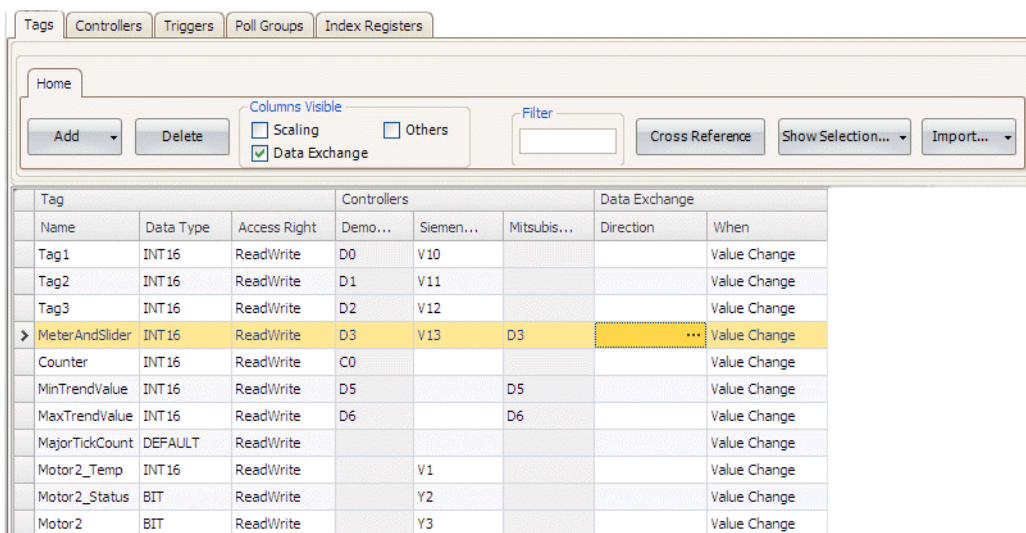 Tags Controllers Triggers Poll Groups Index Registers
Home
Columns Visible Filter
Add Delete Scaling Others Cross Reference Show Selection... Import...
Data Exchange
Tag Controllers Data Exchange
Name Data Type Access Right Demo... Siemen... Mitsubis... Direction When
Tag1 INT16 ReadWrite D0 V10 Value Change
Tag2 INT16 ReadWrite D1 V11 Value Change
Tag3 INT16 ReadWrite D2 V12 Value Change
MeterAndSlider INT16 ReadWrite D3 V13 D3 ... Value Change
Counter INT16 ReadWrite C0 Value Change
MinTrendValue INT16 ReadWrite D5 D5 Value Change
MaxTrendValue INT16 ReadWrite D6 D6 Value Change
MajorTickCount DEFAULT ReadWrite Value Change
Motor2_Temp INT16 ReadWrite V1 Value Change
Motor2_Status BIT ReadWrite Y2 Value Change
Motor2 BIT ReadWrite Y3 Value Change